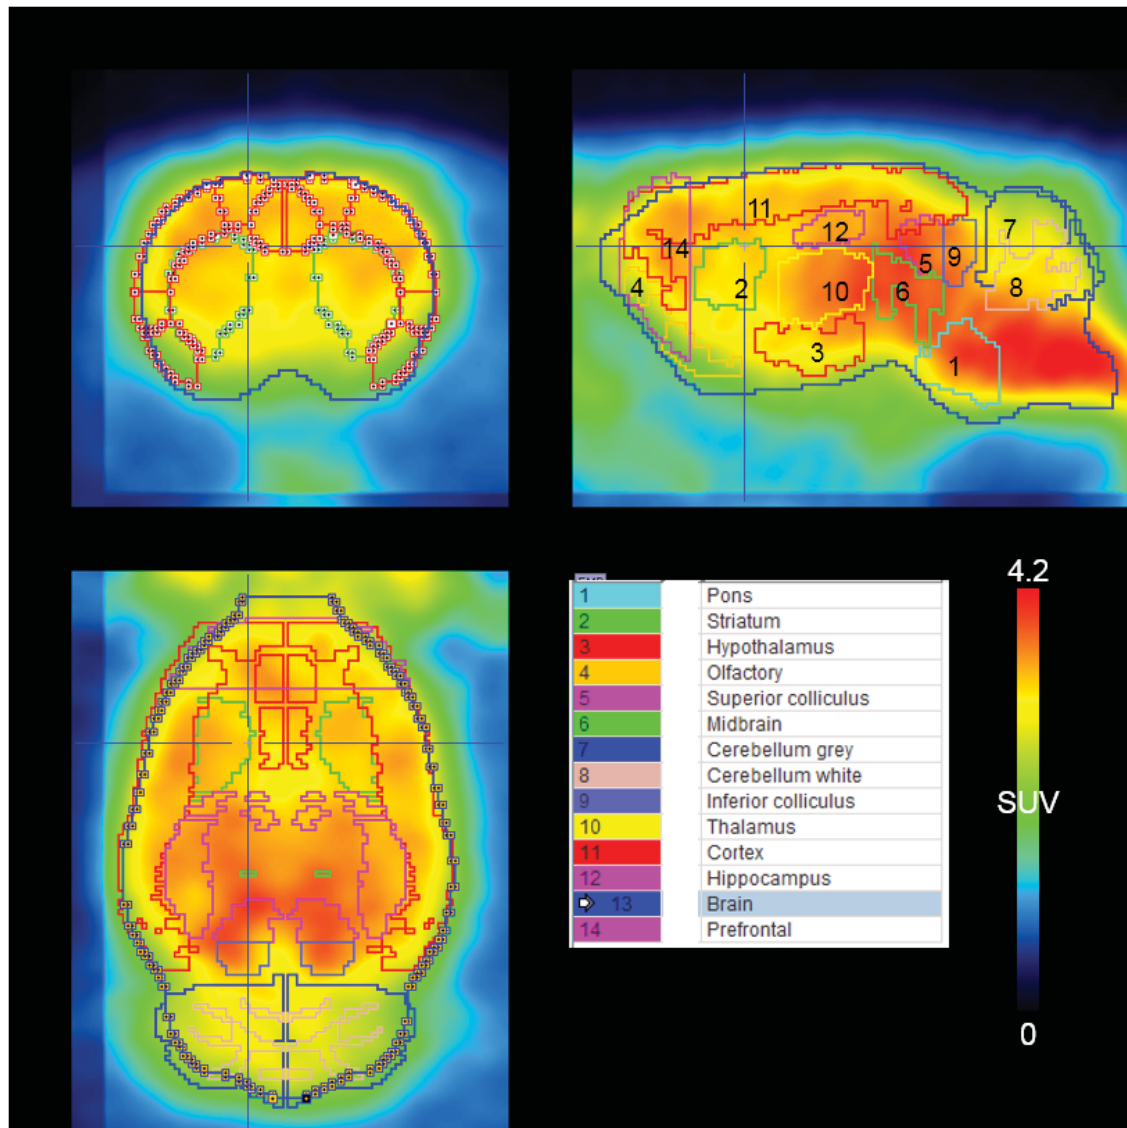 11
12
7
14
5
9
4
2
10
6
8
3
1
4.2
1 Pons
2 Striatum
3 Hypothalamus
4 Olfactory
5 Superior colliculus
6 Midbrain
7 Cerebellum grey
8 Cerebellum white
SUV
9 Inferior colliculus
10 Thalamus
11 Cortex
12 Hippocampus
13 Brain
14 Prefrontal
0